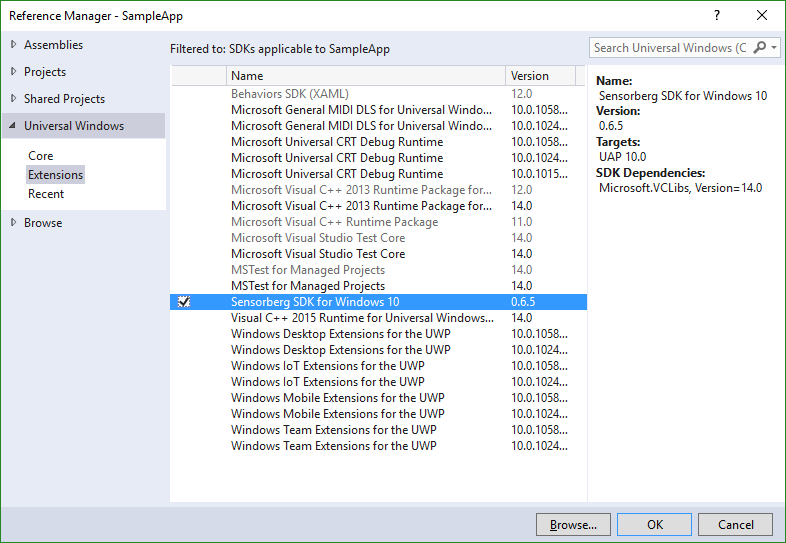 Reference Manager - SampleApp
Assemblies
Projects
Shared Projects
Universal Windows
Core
Extensions
Recent
Browse
Filtered to: SDKs applicable to SampleApp
Search Universal Windows (C
Name Version
Behaviors SDK (XAML) 12.0
Microsoft General MIDI DLS for Universal Windo... 10.0.1058...
Microsoft General MIDI DLS for Universal Windo... 10.0.1024...
Microsoft Universal CRT Debug Runtime 10.0.1058...
Microsoft Universal CRT Debug Runtime 10.0.1024...
Microsoft Universal CRT Debug Runtime 10.0.1015...
Microsoft Visual C++ 2013 Runtime Package for... 12.0
Microsoft Visual C++ 2013 Runtime Package for... 14.0
Microsoft Visual C++ Runtime Package 11.0
Microsoft Visual Studio Test Core 14.0
Microsoft Visual Studio Test Core 14.0
MSTest for Managed Projects 14.0
MSTest for Managed Projects 14.0
Sensorberg SDK for Windows 10 0.6.5
Visual C++ 2015 Runtime for Universal Windows... 14.0
Windows Desktop Extensions for the UWP 10.0.1058...
Windows Desktop Extensions for the UWP 10.0.1024...
Windows IoT Extensions for the UWP 10.0.1058...
Windows IoT Extensions for the UWP 10.0.1024...
Windows Mobile Extensions for the UWP 10.0.1058...
Windows Mobile Extensions for the UWP 10.0.1024...
Windows Team Extensions for the UWP 10.0.1058...
Windows Team Extensions for the UWP 10.0.1024...
Name:
Sensorberg SDK for Windows 10
Version:
0.6.5
Targets:
UAP 10.0
SDK Dependencies:
Microsoft.VCLibs, Version=14.0
Browse... OK Cancel